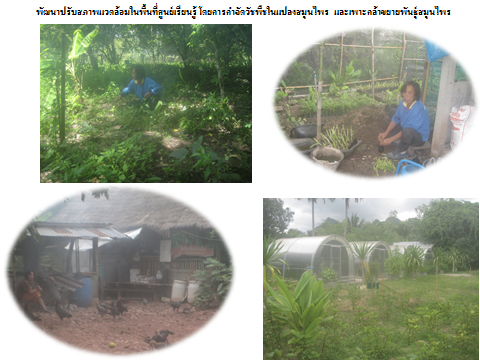 พัฒนาปรับสภาพแวดล้อมในพื้นที่ศูนย์เรียนรู้ โดยการกำจัดวัชพืชในแปลงสมุนไพร และเพาะกล้าขยายพันธุ์สมุนไพร